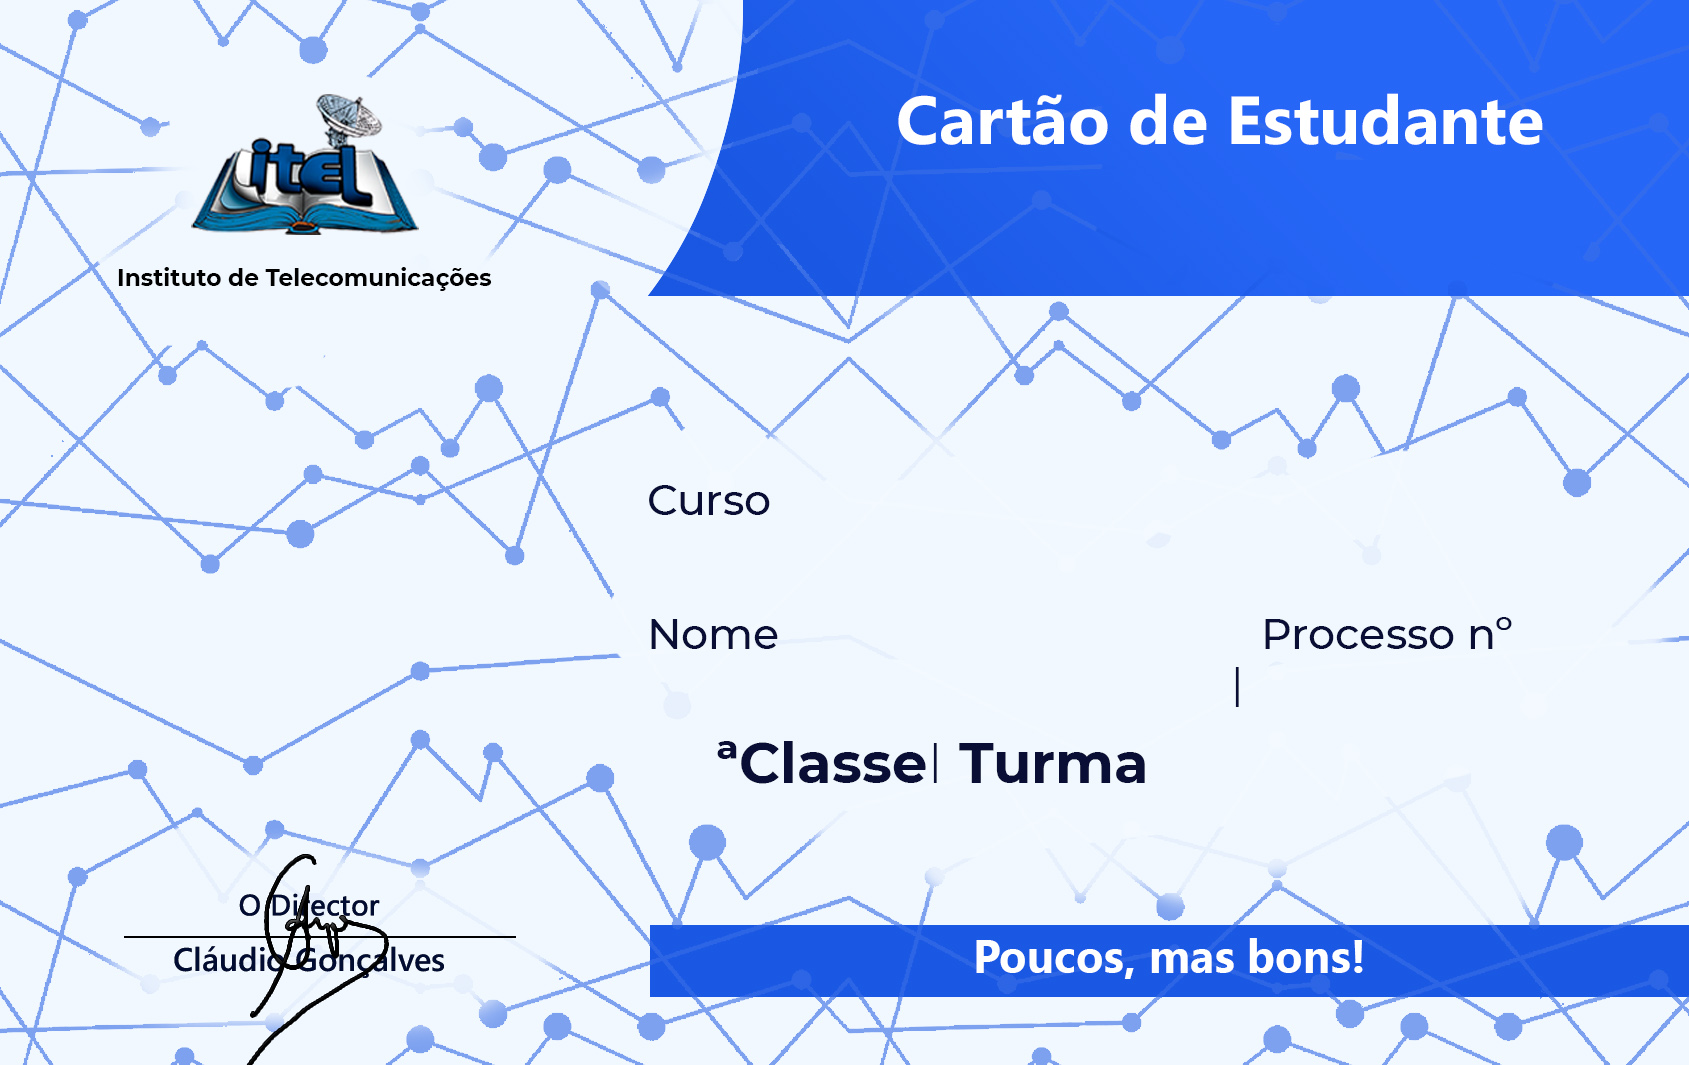 itel
Instituto de Telecomunicações
Cartão de Estudante
Curso
Nome
Processo nº
|
ªClasse| Turma
O Director
Cláudio Gonçalves
Poucos, mas bons!